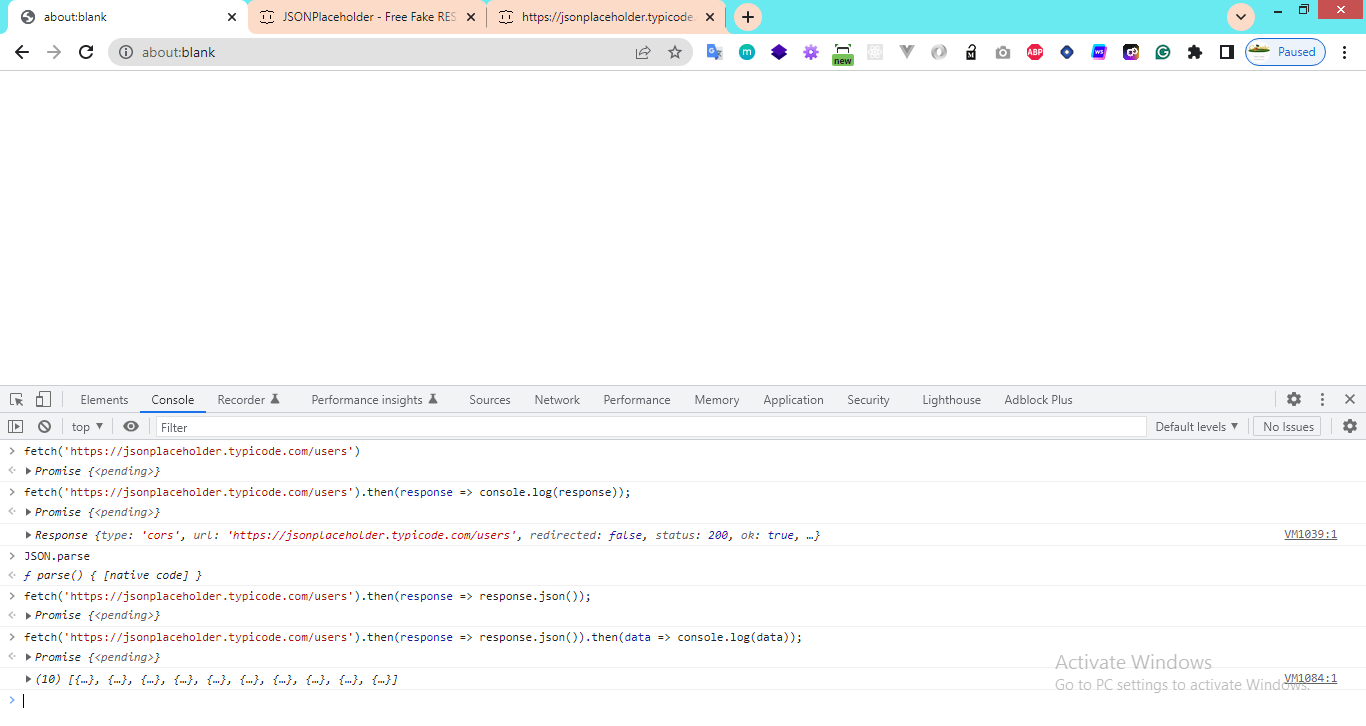 about:blank
JSONPlaceholder - Free Fake RES
https://jsonplaceholder.typicode.
about:blank
new
ABP
WS
Paused
Elements
Console
Recorder
Performance insights
Sources
Network
Performance
Memory
Application
Security
Lighthouse
Adblock Plus
top
Filter
Default levels
No Issues
fetch('https://jsonplaceholder.typicode.com/users')
Promise {<pending>}
fetch('https://jsonplaceholder.typicode.com/users').then(response => console.log(response));
Promise {<pending>}
Response {type: 'cors', url: 'https://jsonplaceholder.typicode.com/users', redirected: false, status: 200, ok: true, …}
VM1039:1
JSON.parse
ƒ parse() { [native code] }
fetch('https://jsonplaceholder.typicode.com/users').then(response => response.json());
Promise {<pending>}
fetch('https://jsonplaceholder.typicode.com/users').then(response => response.json()).then(data => console.log(data));
Promise {<pending>}
(10) [{…}, {…}, {…}, {…}, {…}, {…}, {…}, {…}, {…}, {…}]
VM1084:1
Activate Windows
Go to PC settings to activate Windows.